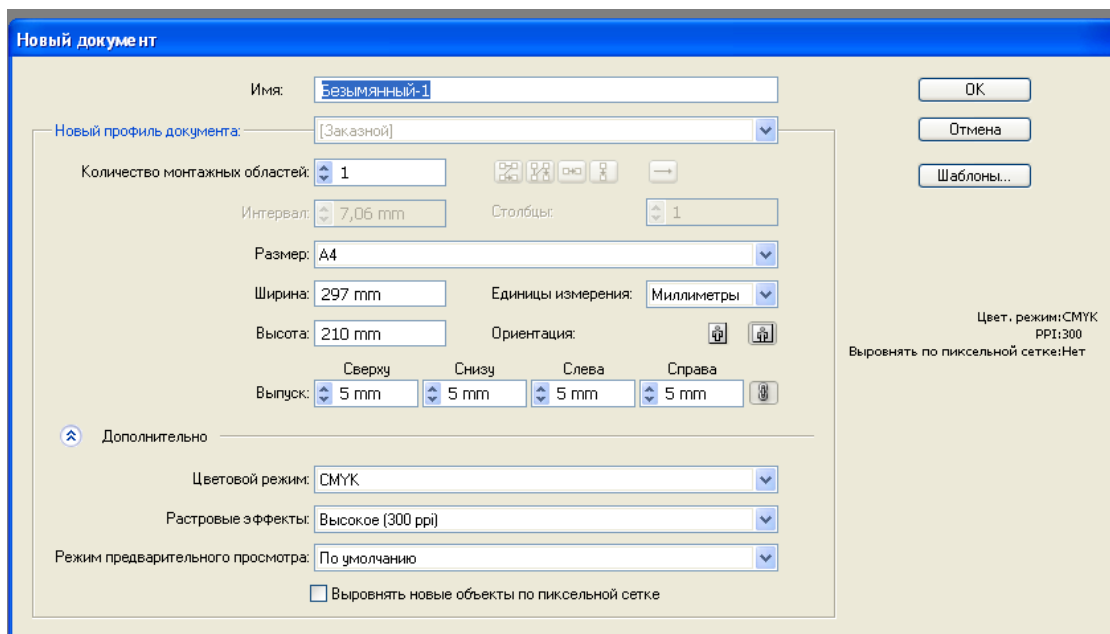 Новый документ
Имя: Безымянный-1
OK
Новый профиль документа: [Заказной]
Отмена
Количество монтажных областей: 1
Шаблоны...
Интервал: 7,06 mm Столбцы: 1
Размер: A4
Ширина: 297 mm Единицы измерения: Миллиметры
Цвет. режим:CMYK
Высота: 210 mm Ориентация:
PPI:300
Выровнять по пиксельной сетке:Нет
Сверху Снизу Слева Справа
Выпуск: 5 mm 5 mm 5 mm 5 mm
Дополнительно
Цветовой режим: CMYK
Растровые эффекты: Высокое (300 ppi)
Режим предварительного просмотра: По умолчанию
Выровнять новые объекты по пиксельной сетке